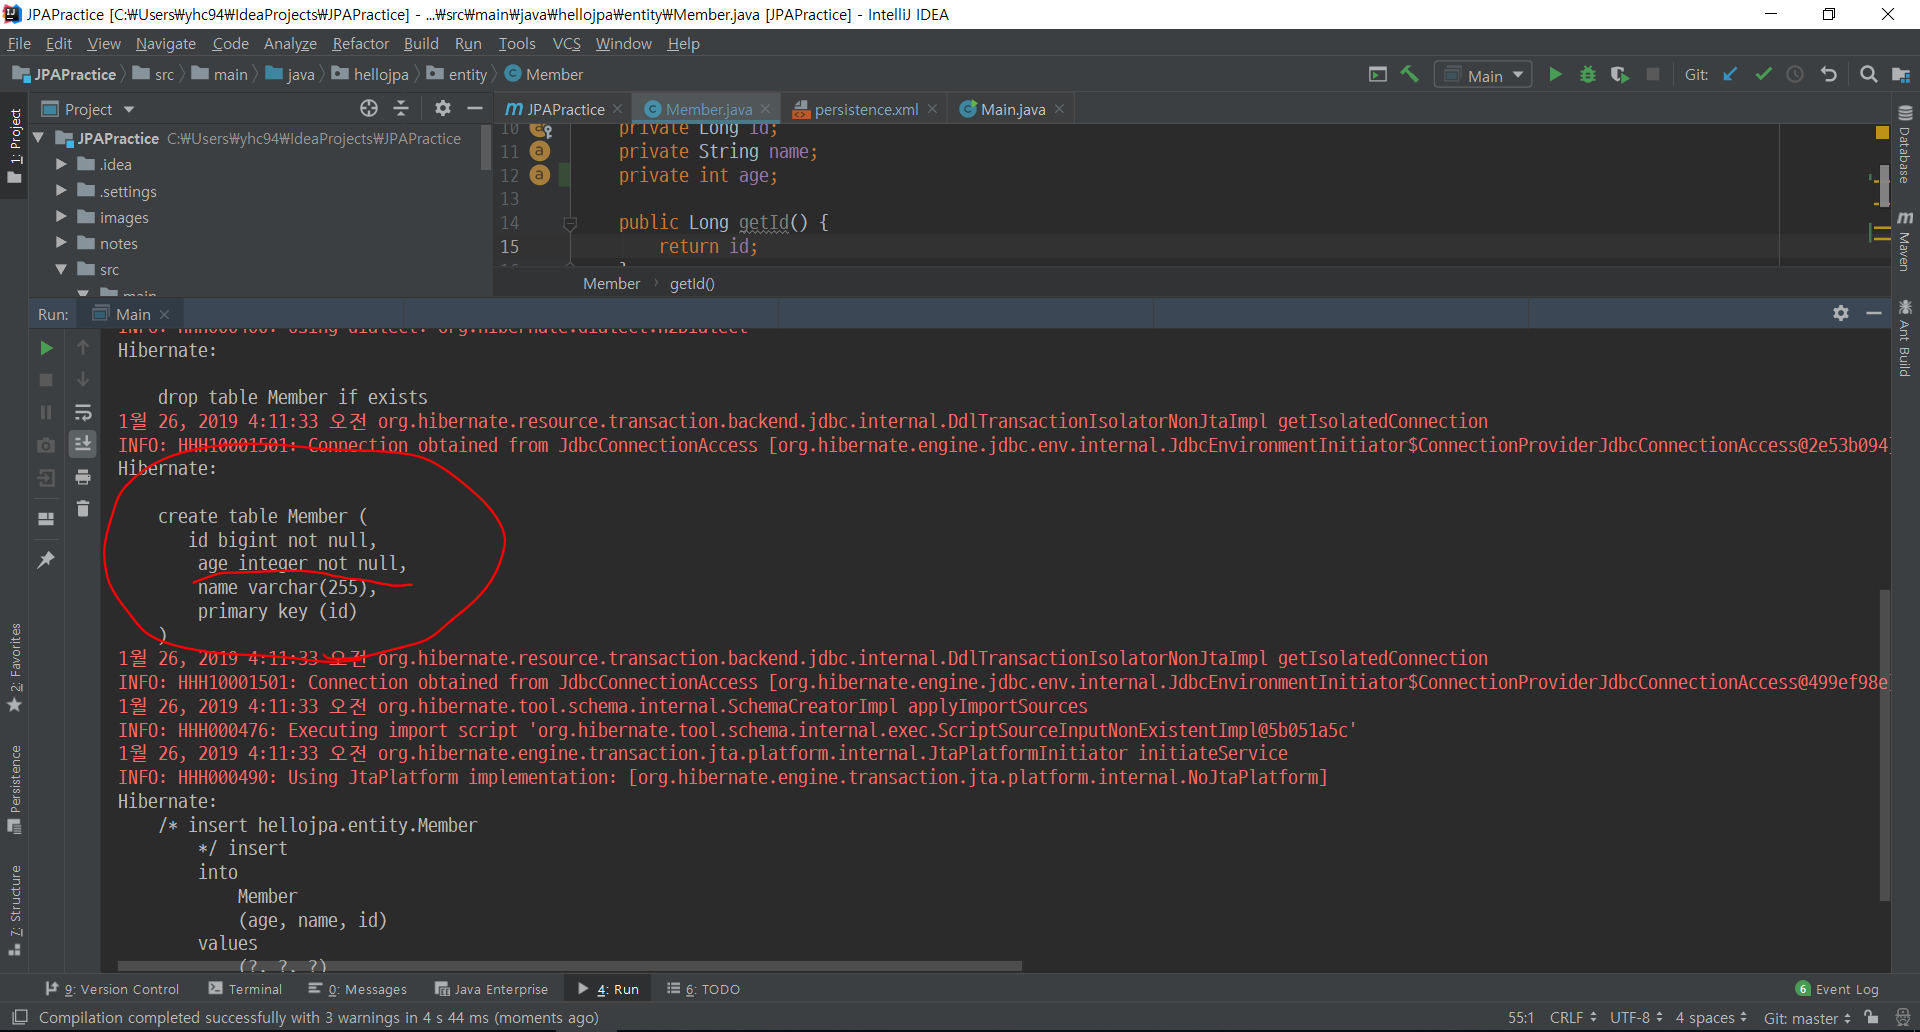 JPAPractice [C:₩Users₩yhc94₩IdeaProjects₩JPAPractice] - ...₩src₩main₩java₩hellojpa₩entity₩Member.java [JPAPractice] - IntelliJ IDEA
File Edit View Navigate Code Analyze Refactor Build Run Tools VCS Window Help
JPAPractice src main java hellojpa entity Member
Main Git:
Project
JPAPractice Member.java persistence.xml Main.java
1: Project
JPAPractice C:₩Users₩yhc94₩IdeaProjects₩JPAPractice
.idea
.settings
images
notes
src
main
10 private Long id;
11 private String name;
12 private int age;
13
14 public Long getId() {
15 return id;
Member getId()
Database
Maven
Ant Build
Run: Main
INFO: HHH000400: Using dialect: org.hibernate.dialect.H2Dialect
Hibernate:
drop table Member if exists
1월 26, 2019 4:11:33 오전 org.hibernate.resource.transaction.backend.jdbc.internal.DdlTransactionIsolatorNonJtaImpl getIsolatedConnection
INFO: HHH10001501: Connection obtained from JdbcConnectionAccess [org.hibernate.engine.jdbc.env.internal.JdbcEnvironmentInitiator$ConnectionProviderJdbcConnectionAccess@2e53b094]
Hibernate:
create table Member (
id bigint not null,
age integer not null,
name varchar(255),
primary key (id)
)
1월 26, 2019 4:11:33 오전 org.hibernate.resource.transaction.backend.jdbc.internal.DdlTransactionIsolatorNonJtaImpl getIsolatedConnection
INFO: HHH10001501: Connection obtained from JdbcConnectionAccess [org.hibernate.engine.jdbc.env.internal.JdbcEnvironmentInitiator$ConnectionProviderJdbcConnectionAccess@499ef98e]
1월 26, 2019 4:11:33 오전 org.hibernate.tool.schema.internal.SchemaCreatorImpl applyImportSources
INFO: HHH000476: Executing import script 'org.hibernate.tool.schema.internal.exec.ScriptSourceInputNonExistentImpl@5b051a5c'
1월 26, 2019 4:11:33 오전 org.hibernate.engine.transaction.jta.platform.internal.JtaPlatformInitiator initiateService
INFO: HHH000490: Using JtaPlatform implementation: [org.hibernate.engine.transaction.jta.platform.internal.NoJtaPlatform]
Hibernate:
/* insert hellojpa.entity.Member
*/ insert
into
Member
(age, name, id)
values
(?, ?, ?)
2: Favorites
Persistence
7: Structure
9: Version Control Terminal 0: Messages Java Enterprise 4: Run 6: TODO 6 Event Log
Compilation completed successfully with 3 warnings in 4 s 44 ms (moments ago) 55:1 CRLF UTF-8 4 spaces Git: master